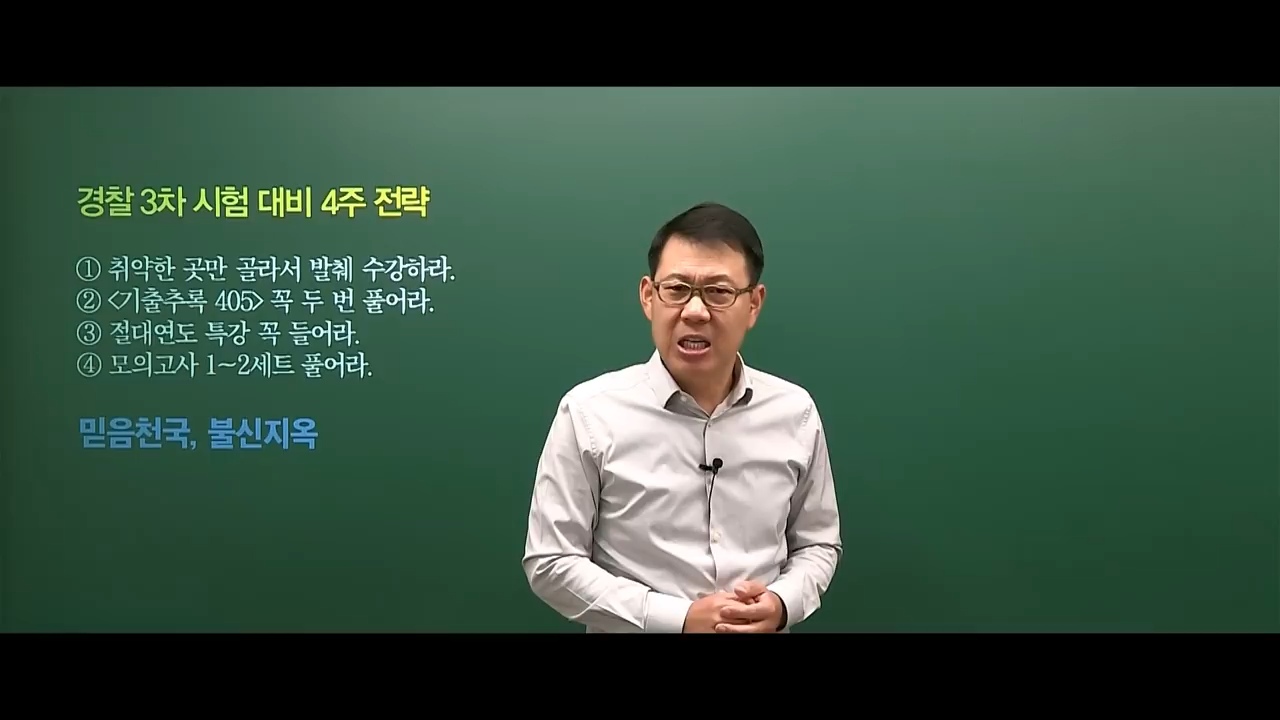 경찰 3차 시험 대비 4주 전략
① 취약한 곳만 골라서 발췌 수강하라.
② <기출추록 405> 꼭 두 번 풀어라.
③ 절대연도 특강 꼭 들어라.
④ 모의고사 1~2세트 풀어라.
믿음천국, 불신지옥